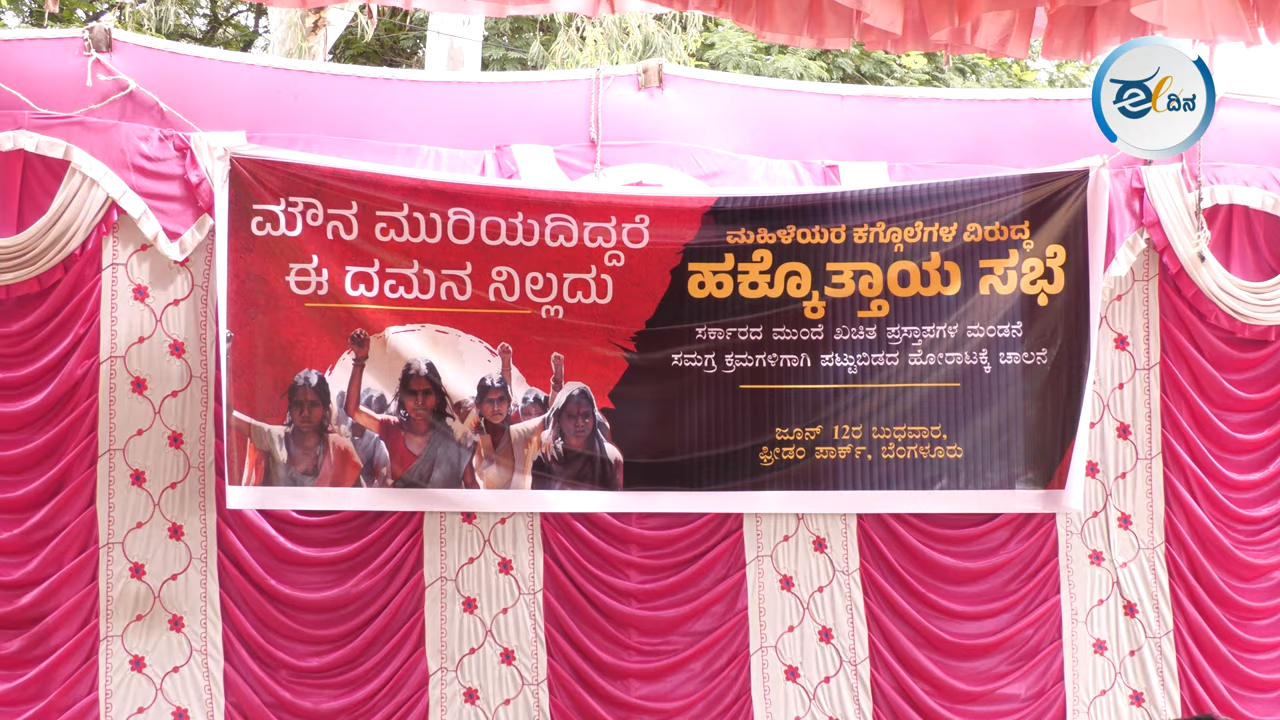 ಈ ದಿನ
ಮೌನ ಮುರಿಯದಿದ್ದರೆ
ಈ ದಮನ ನಿಲ್ಲದು
ಮಹಿಳೆಯರ ಕಗ್ಗೊಲೆಗಳ ವಿರುದ್ಧ
ಹಕ್ಕೊತ್ತಾಯ ಸಭೆ
ಸರ್ಕಾರದ ಮುಂದೆ ಖಚಿತ ಪ್ರಸ್ತಾಪಗಳ ಮಂಡನೆ
ಸಮಗ್ರ ಕ್ರಮಗಳಿಗಾಗಿ ಪಟ್ಟುಬಿಡದ ಹೋರಾಟಕ್ಕೆ ಚಾಲನೆ
ಜೂನ್ 12ರ ಬುಧವಾರ,
ಫ್ರೀಡಂ ಪಾರ್ಕ್, ಬೆಂಗಳೂರು